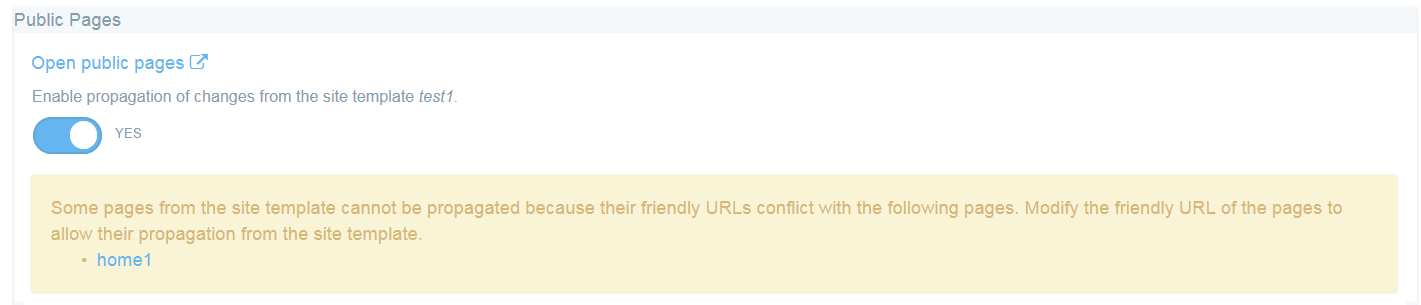 Public Pages
Open public pages
Enable propagation of changes from the site template test1.
YES
Some pages from the site template cannot be propagated because their friendly URLs conflict with the following pages. Modify the friendly URL of the pages to
allow their propagation from the site template.
• home1